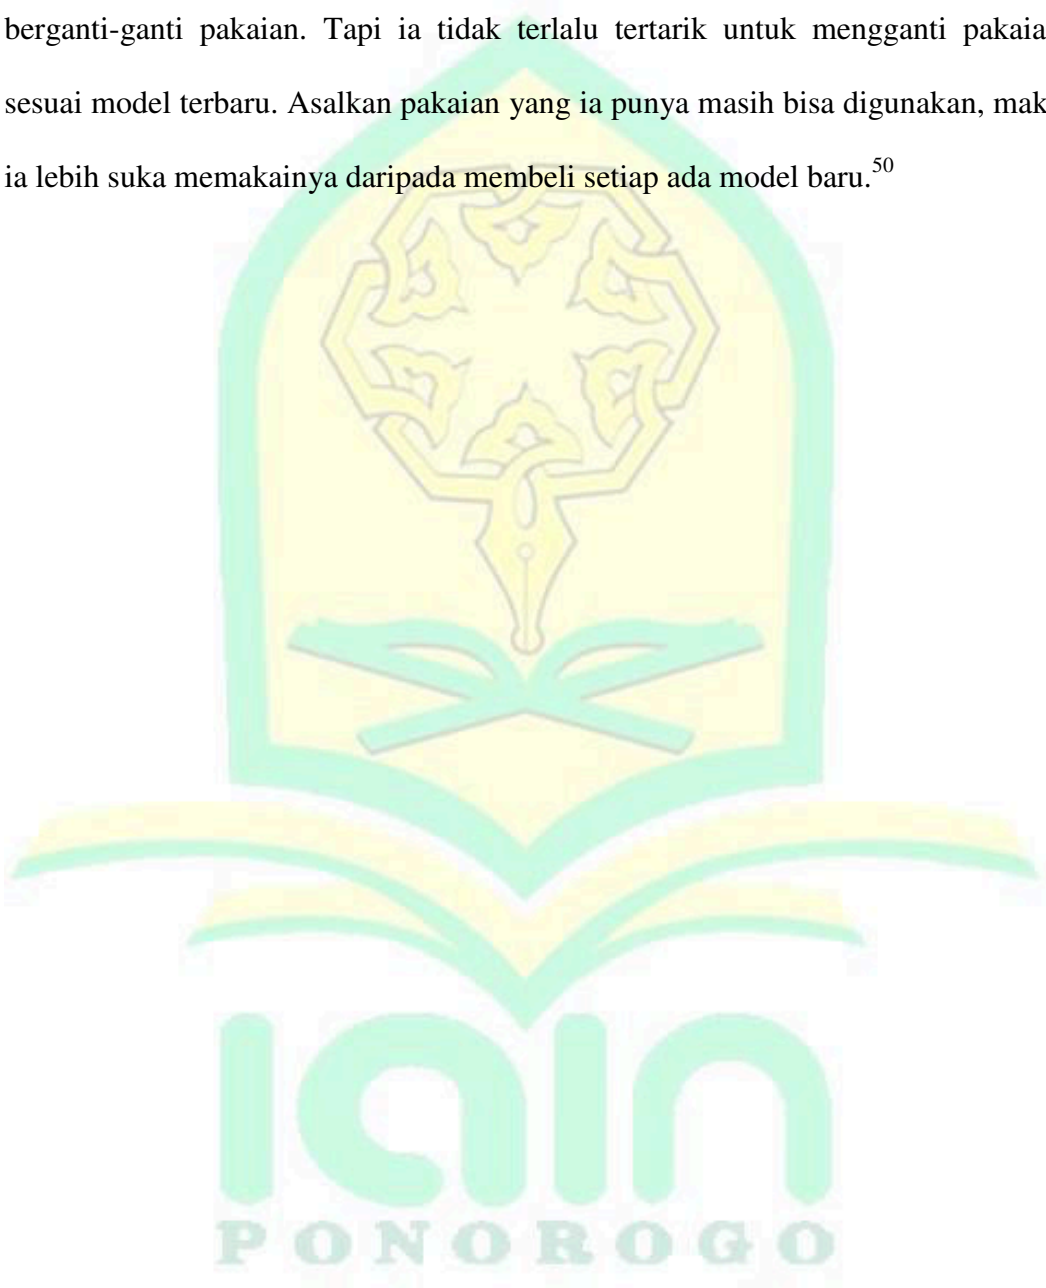 berganti-ganti pakaian. Tapi ia tidak terlalu tertarik untuk mengganti pakaia
sesuai model terbaru. Asalkan pakaian yang ia punya masih bisa digunakan, mak
ia lebih suka memakainya daripada membeli setiap ada model baru.50
iain
PONOROGO